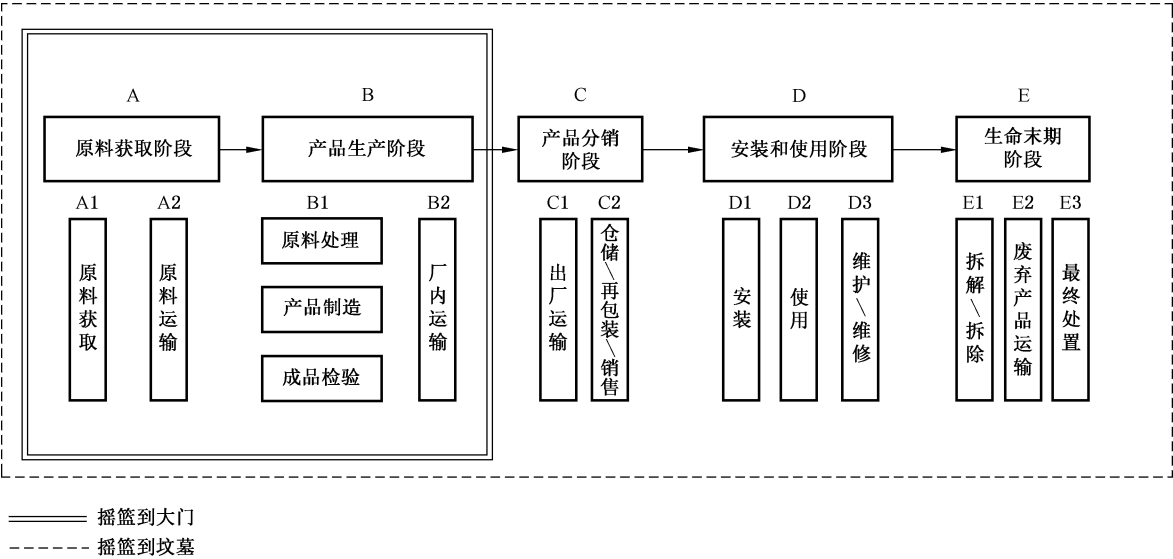 A
B
C
D
E
原料获取阶段
产品生产阶段
产品分销
阶段
安装和使用阶段
生命末期
阶段
A1
A2
B1
B2
C1
C2
D1
D2
D3
E1
E2
E3
原料获取
原料运输
原料处理
产品制造
成品检验
厂内运输
出厂运输
仓储/再包装/销售
安装
使用
维护/维修
拆解/拆除
废弃产品运输
最终处置
摇篮到大门
摇篮到坟墓